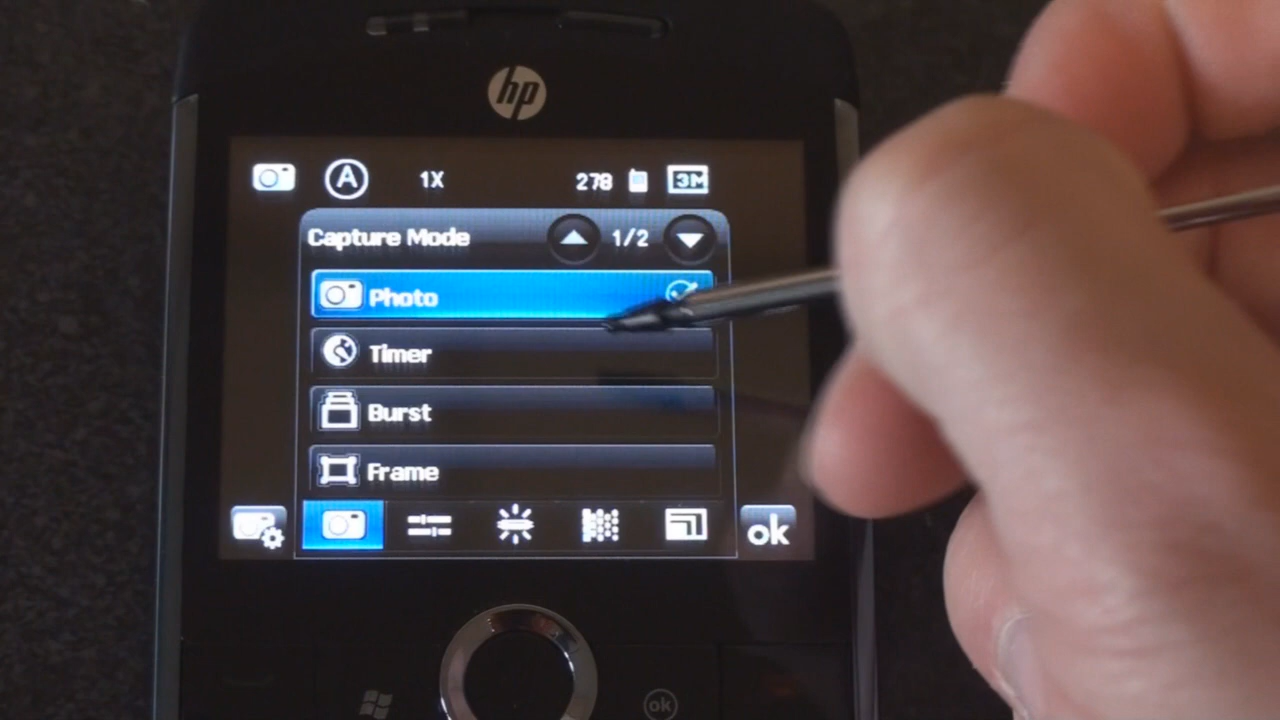 hp
A 1X 278 3M
Capture Mode 1/2
Photo
Timer
Burst
Frame
ok
ok